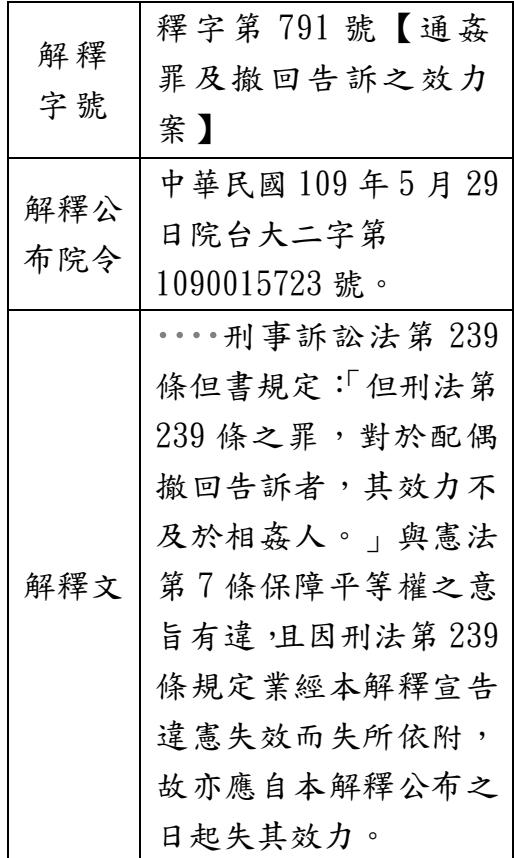 解釋
字號
釋字第 791 號【通姦
罪及撤回告訴之效力
案】
解釋公
布院令
中華民國 109 年 5 月 29
日院台大二字第
1090015723 號。
解釋文
‥‥刑事訴訟法第 239
條但書規定：「但刑法第
239 條之罪，對於配偶
撤回告訴者，其效力不
及於相姦人。」與憲法
第 7 條保障平等權之意
旨有違，且因刑法第 239
條規定業經本解釋宣告
違憲失效而失所依附，
故亦應自本解釋公布之
日起失其效力。